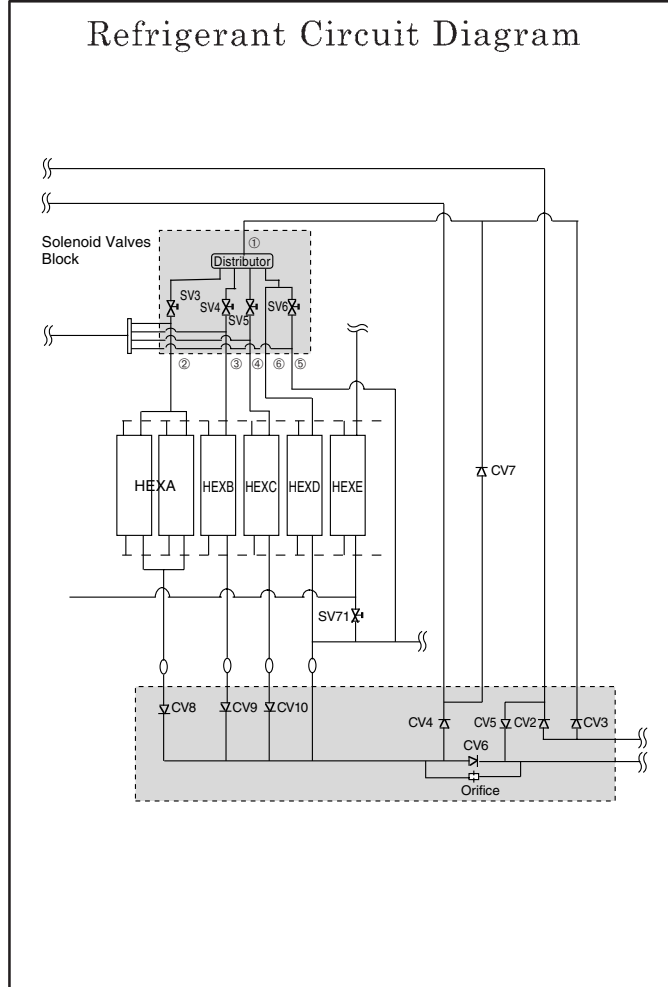 Refrigerant Circuit Diagram
Solenoid Valves
Block
①
Distributor
SV3
SV4
SV5
SV6
②
③
④
⑥
⑤
HEXA
HEXB
HEXC
HEXD
HEXE
CV7
SV71
CV8
CV9
CV10
CV4
CV5
CV2
CV3
CV6
Orifice